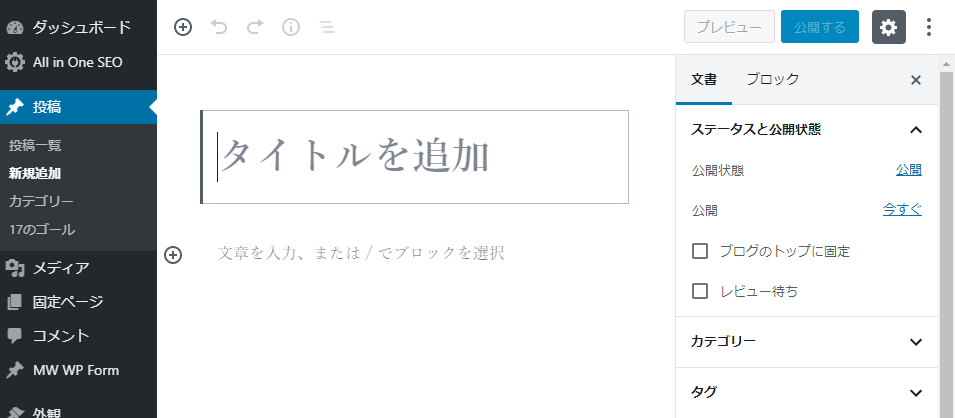 ダッシュボード
All in One SEO
投稿
投稿一覧
新規追加
カテゴリー
17のゴール
メディア
固定ページ
コメント
MW WP Form
外観
プレビュー
公開する
タイトルを追加
文章を入力、または / でブロックを選択
文書 ブロック
ステータスと公開状態
公開状態 公開
公開 今すぐ
ブログのトップに固定
レビュー待ち
カテゴリー
タグ